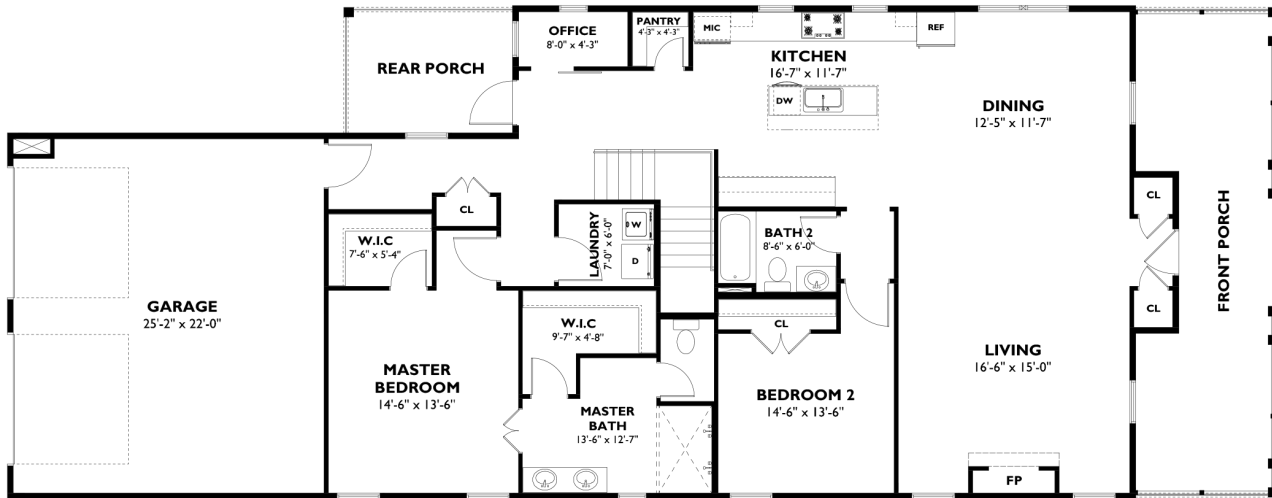 OFFICE
8'-0" x 4'-3"
PANTRY
4'-3" x 4'-3"
MIC
REF
REAR PORCH
KITCHEN
16'-7" x 11'-7"
DW
DINING
12'-5" x 11'-7"
CL
W.I.C
7'-6" x 5'-4"
LAUNDRY
7'-0" x 6'-0"
W
D
BATH 2
8'-6" x 6'-0"
CL
CL
FRONT PORCH
GARAGE
25'-2" x 22'-0"
W.I.C
9'-7" x 4'-8"
CL
MASTER
BEDROOM
14'-6" x 13'-6"
MASTER
BATH
13'-6" x 12'-7"
BEDROOM 2
14'-6" x 13'-6"
LIVING
16'-6" x 15'-0"
FP